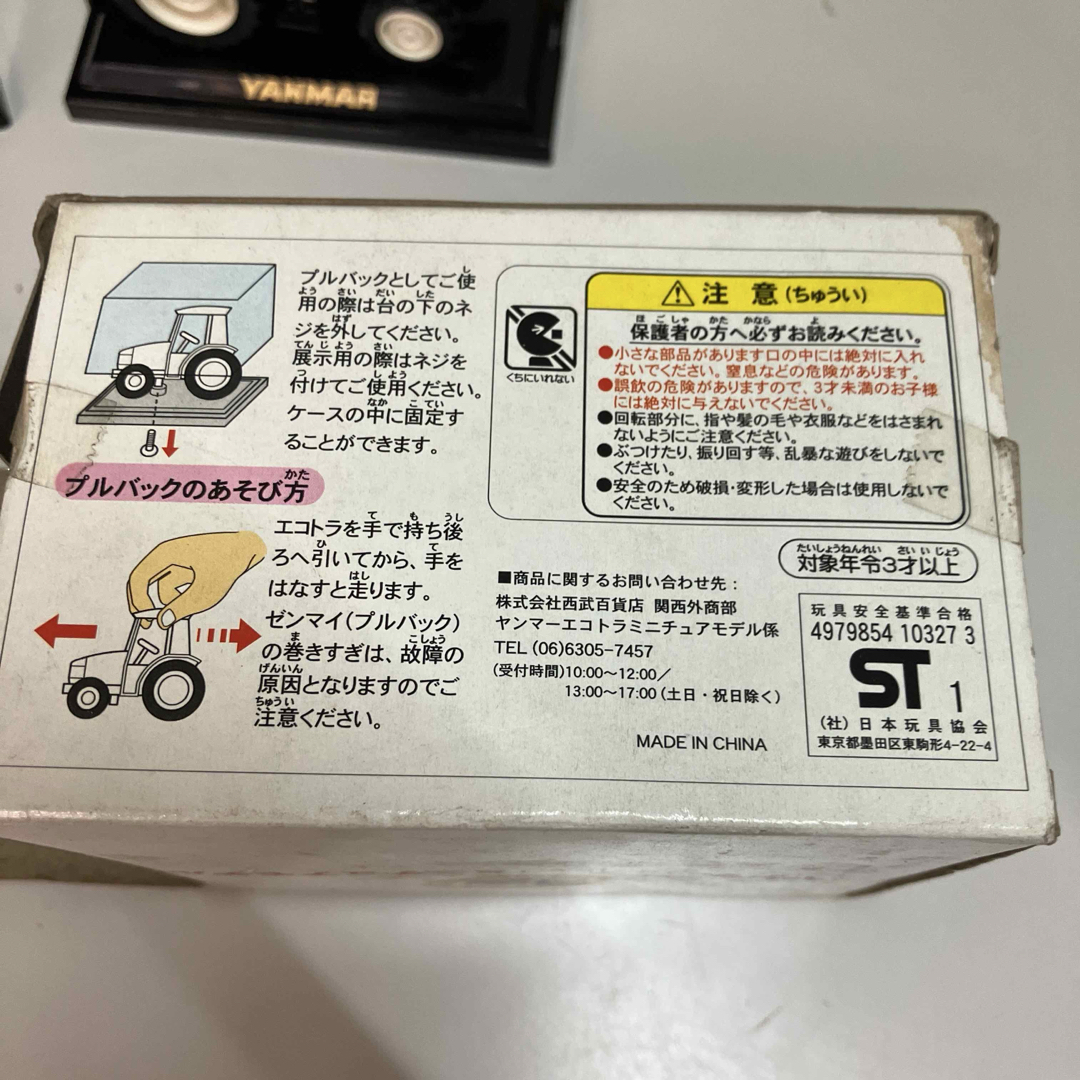 YANMAR
プルバックとしてご使
用の際は台の下のネ
ジを外してください。
展示用の際はネジを
付けてご使用ください。
ケースの中に固定す
ることができます。
プルバックのあそび方
エコトラを手で持ち後
ろへ引いてから、手を
はなすと走ります。
ゼンマイ(プルバック)
の巻きすぎは、故障の
原因となりますのでご
注意ください。
くちにいれない
注意(ちゅうい)
保護者の方へ必ずお読みください。
●小さな部品があります口の中には絶対に入れ
ないでください。窒息などの危険があります。
●誤飲の危険がありますので、3才未満のお子様
には絶対に与えないでください。
●回転部分に、指や髪の毛や衣服などをはさまれ
ないようにご注意ください。
●ぶつけたり、振り回す等、乱暴な遊びをしないで
ください。
●安全のため破損・変形した場合は使用しないで
ください。
対象年令3才以上
■商品に関するお問い合わせ先:
株式会社西武百貨店 関西外商部
ヤンマーエコトラミニチュアモデル係
TEL (06)6305-7457
(受付時間)10:00~12:00/
13:00~17:00(土日・祝日除く)
MADE IN CHINA
玩具安全基準合格
4979854 10327 3
ST 1
(社)日本玩具協会
東京都墨田区東駒形4-22-4